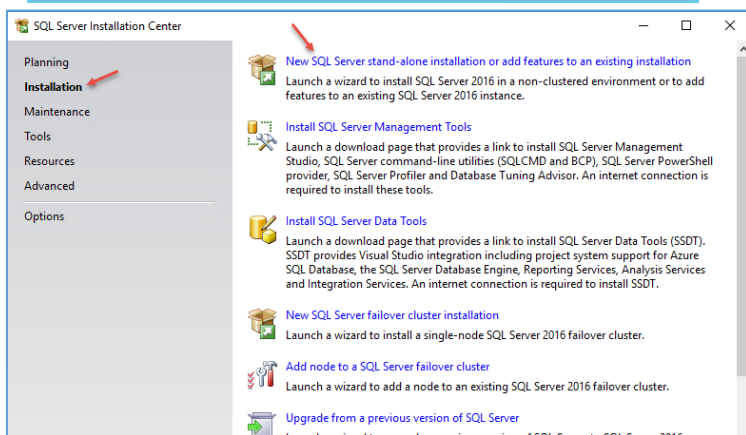 SQL Server Installation Center
Planning
Installation
Maintenance
Tools
Resources
Advanced
Options
New SQL Server stand-alone installation or add features to an existing installation
Launch a wizard to install SQL Server 2016 in a non-clustered environment or to add
features to an existing SQL Server 2016 instance.
Install SQL Server Management Tools
Launch a download page that provides a link to install SQL Server Management
Studio, SQL Server command-line utilities (SQLCMD and BCP), SQL Server PowerShell
provider, SQL Server Profiler and Database Tuning Advisor. An internet connection is
required to install these tools.
Install SQL Server Data Tools
Launch a download page that provides a link to install SQL Server Data Tools (SSDT).
SSDT provides Visual Studio integration including project system support for Azure
SQL Database, the SQL Server Database Engine, Reporting Services, Analysis Services
and Integration Services. An internet connection is required to install SSDT.
New SQL Server failover cluster installation
Launch a wizard to install a single-node SQL Server 2016 failover cluster.
Add node to a SQL Server failover cluster
Launch a wizard to add a node to an existing SQL Server 2016 failover cluster.
Upgrade from a previous version of SQL Server